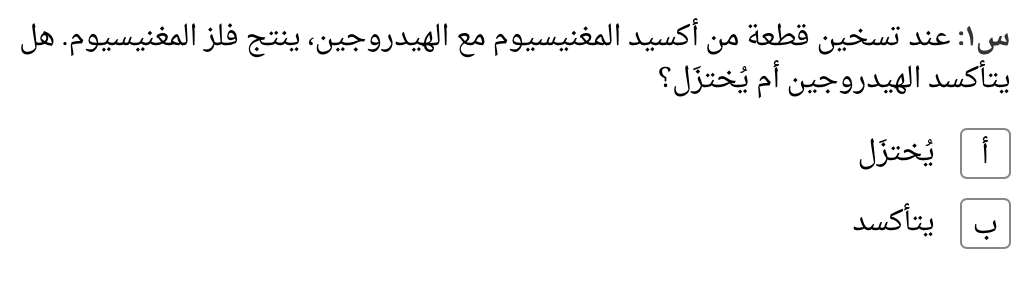 س١: عند تسخين قطعة من أكسيد المغنيسيوم مع الهيدروجين، ينتج فلز المغنيسيوم. هل
يتأكسد الهيدروجين أم يُختزَل؟
أ يُختزَل
ب يتأكسد